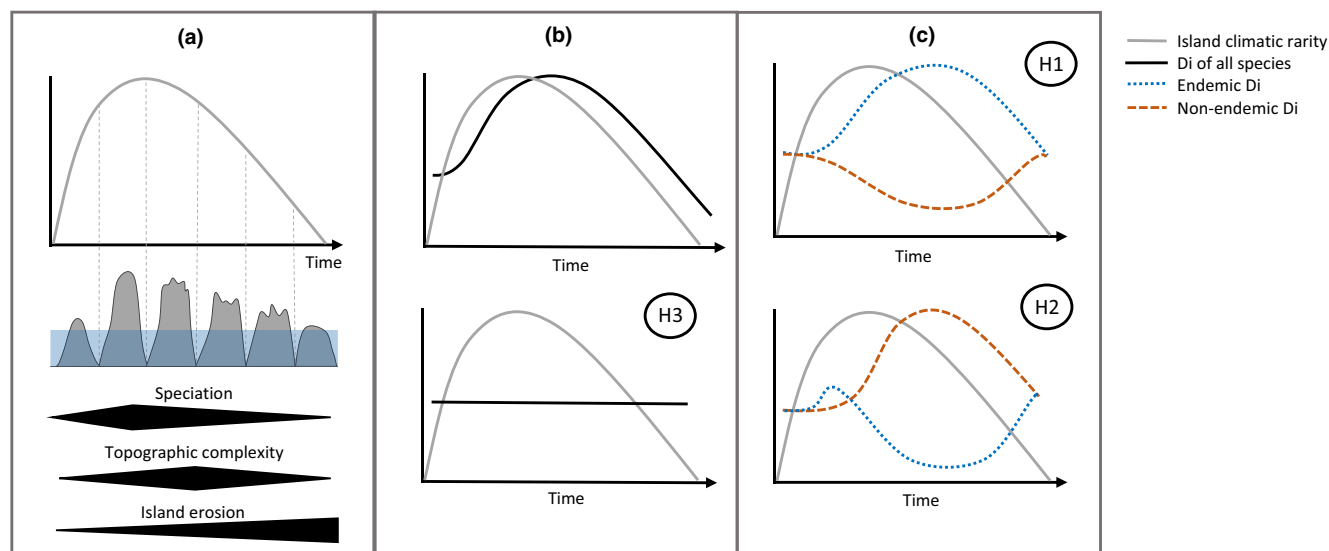 (a)
Time
Speciation
Topographic complexity
Island erosion
(b)
Time
H3
Time
(c)
H1
Time
H2
Time
Island climatic rarity
Di of all species
Endemic Di
Non-endemic Di